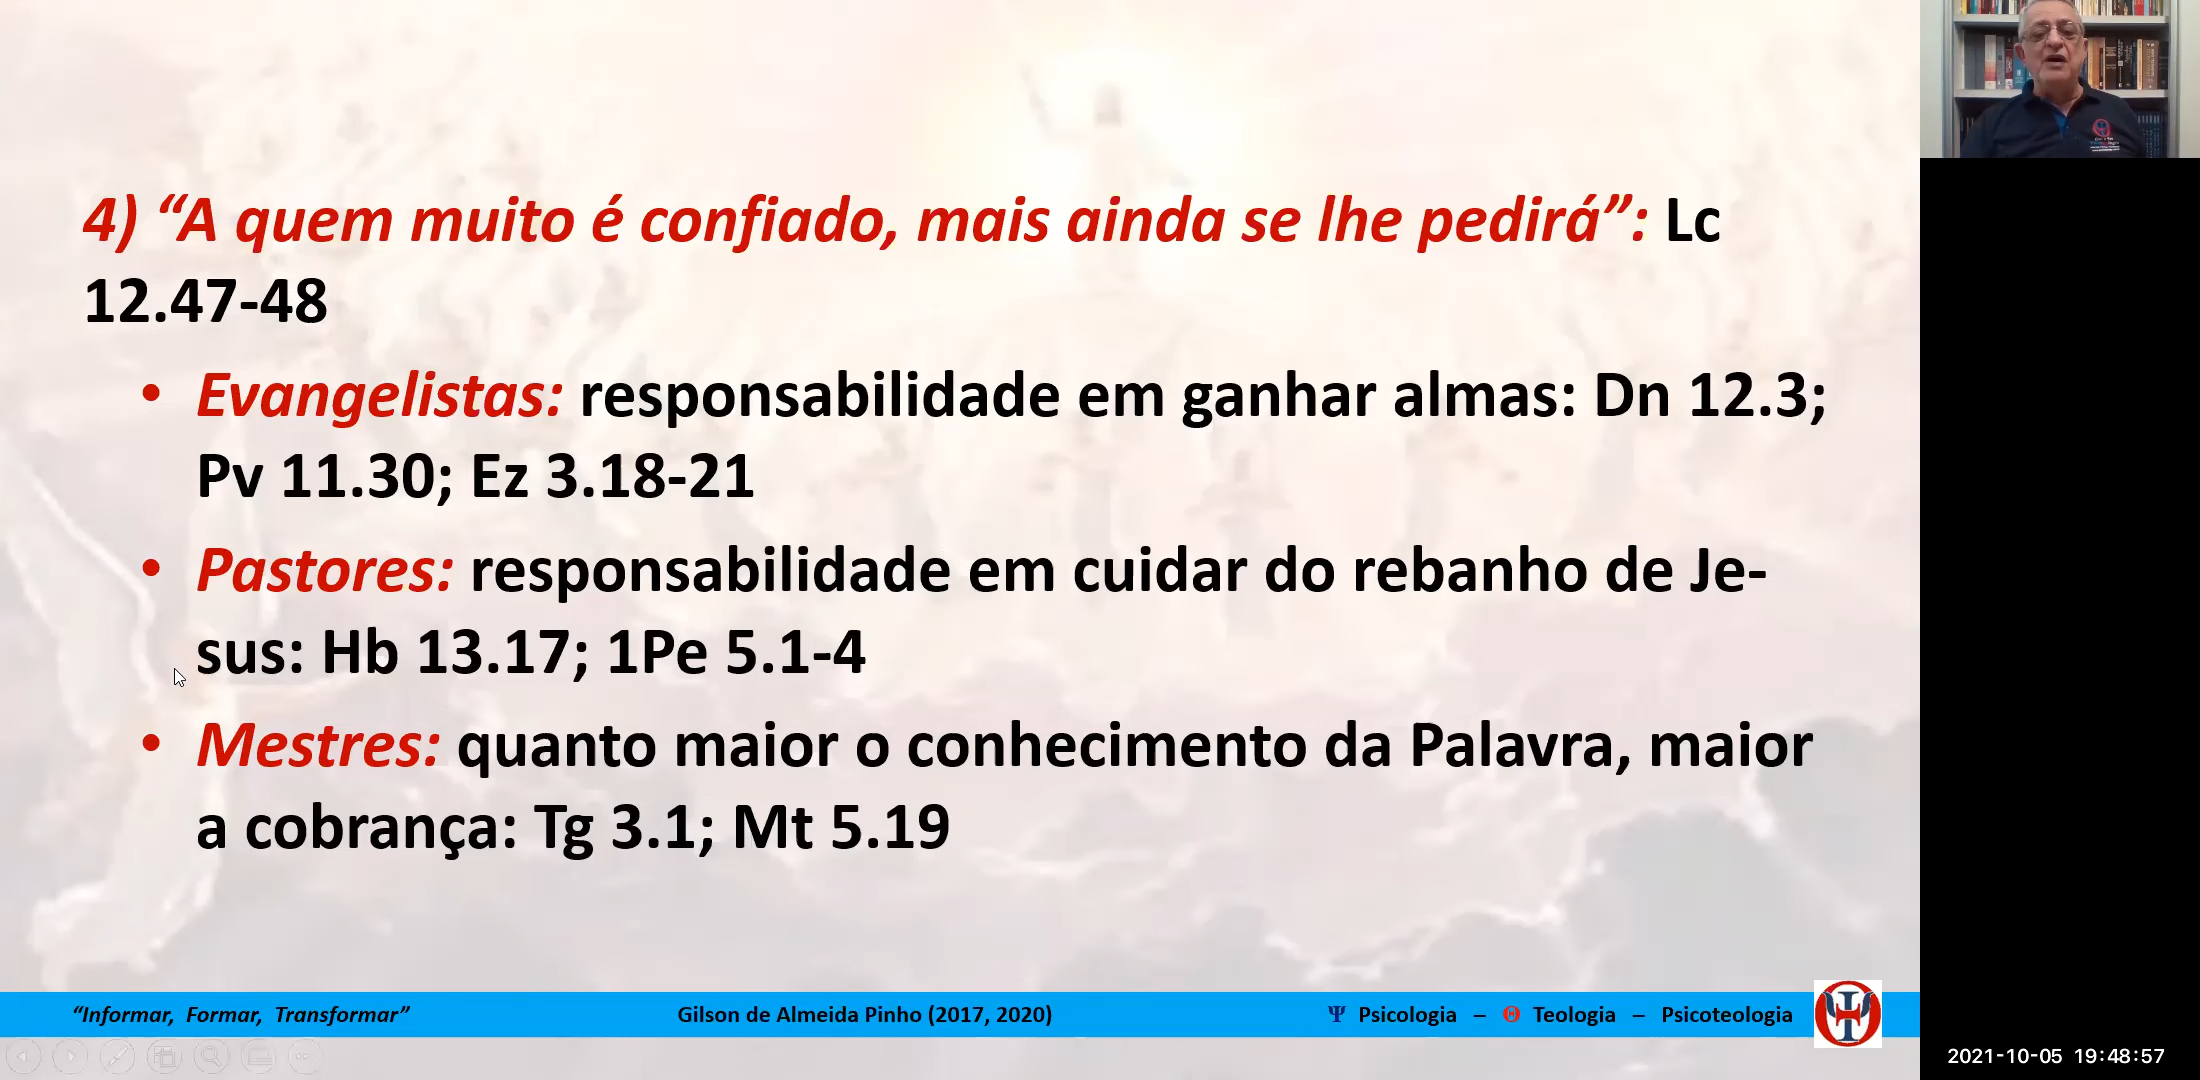 4) “A quem muito é confiado, mais ainda se lhe pedirá”: Lc
12.47-48
• Evangelistas: responsabilidade em ganhar almas: Dn 12.3;
Pv 11.30; Ez 3.18-21
• Pastores: responsabilidade em cuidar do rebanho de Je-
sus: Hb 13.17; 1Pe 5.1-4
• Mestres: quanto maior o conhecimento da Palavra, maior
a cobrança: Tg 3.1; Mt 5.19
“Informar, Formar, Transformar” Gilson de Almeida Pinho (2017, 2020) Ψ Psicologia – Θ Teologia – Psicoteologia
2021-10-05 19:48:57